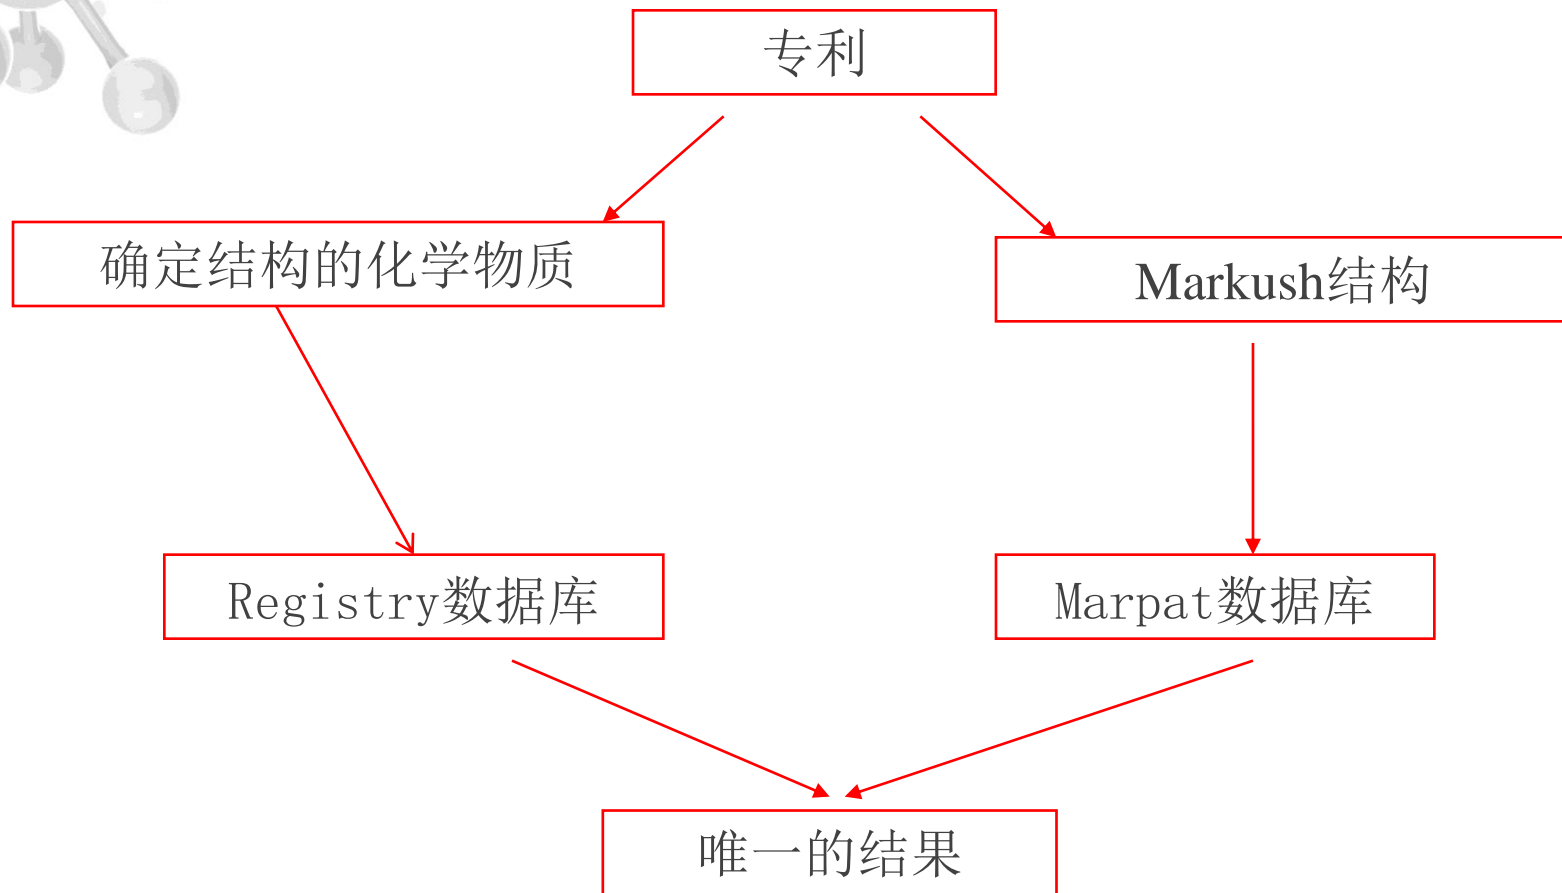 专利
确定结构的化学物质
Markush结构
Registry数据库
Marpat数据库
唯一的结果